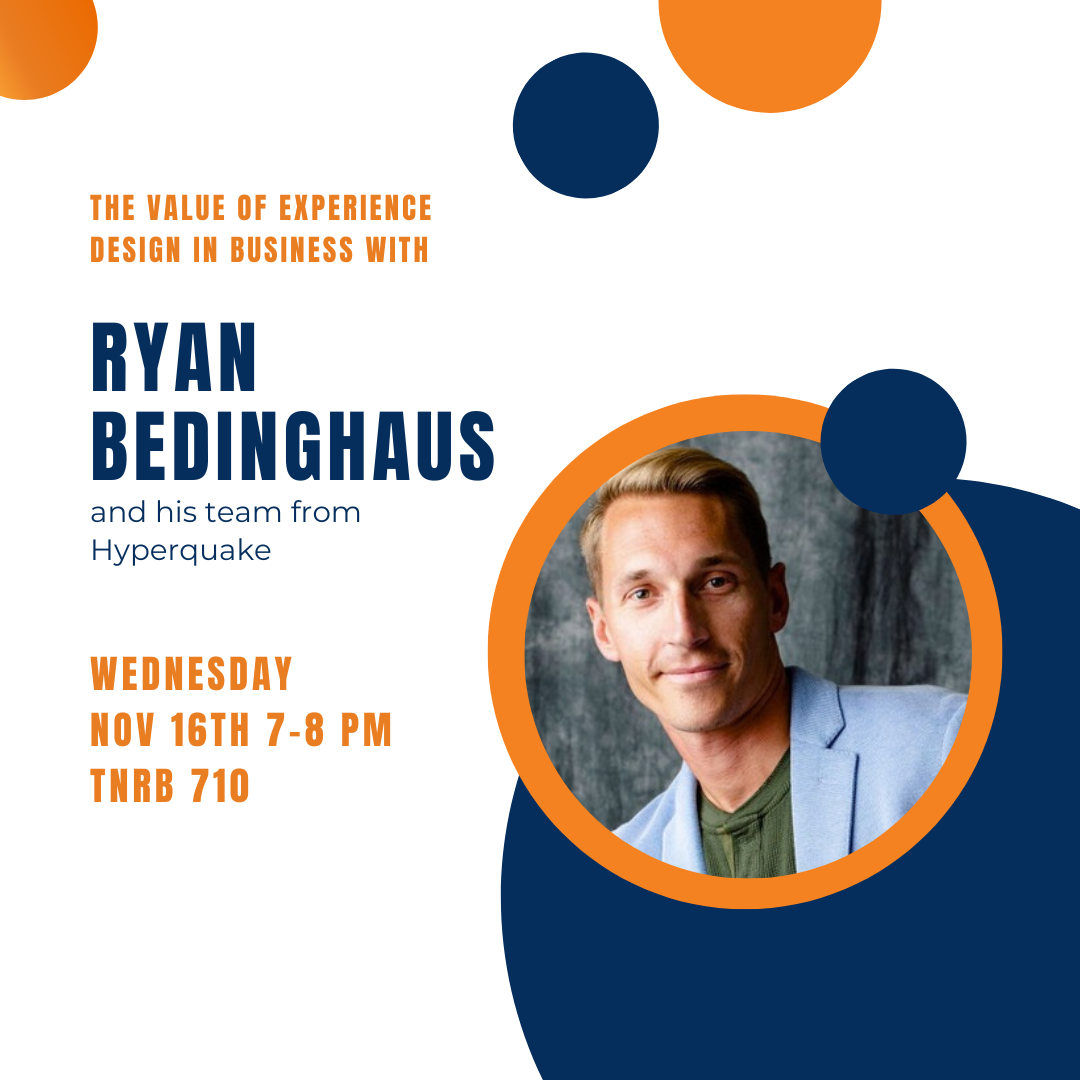 THE VALUE OF EXPERIENCE
DESIGN IN BUSINESS WITH
RYAN
BEDINGHAUS
and his team from
Hyperquake
WEDNESDAY
NOV 16TH 7-8 PM
TNRB 710